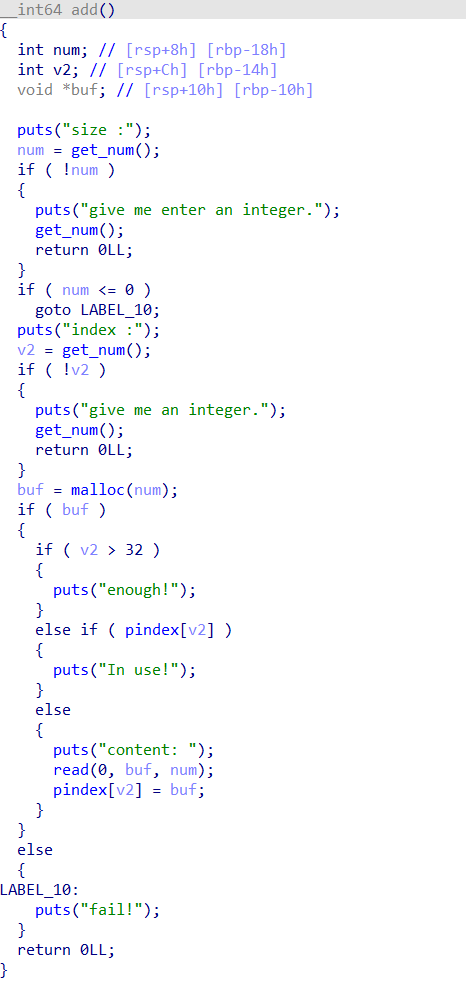 __int64 add()
{
  int num; // [rsp+8h] [rbp-18h]
  int v2; // [rsp+Ch] [rbp-14h]
  void *buf; // [rsp+10h] [rbp-10h]

  puts("size :");
  num = get_num();
  if ( !num )
  {
    puts("give me enter an integer.");
    get_num();
    return 0LL;
  }
  if ( num <= 0 )
    goto LABEL_10;
  puts("index :");
  v2 = get_num();
  if ( !v2 )
  {
    puts("give me an integer.");
    get_num();
    return 0LL;
  }
  buf = malloc(num);
  if ( buf )
  {
    if ( v2 > 32 )
    {
      puts("enough!");
    }
    else if ( pindex[v2] )
    {
      puts("In use!");
    }
    else
    {
      puts("content: ");
      read(0, buf, num);
      pindex[v2] = buf;
    }
  }
  else
  {
LABEL_10:
    puts("fail!");
  }
  return 0LL;
}